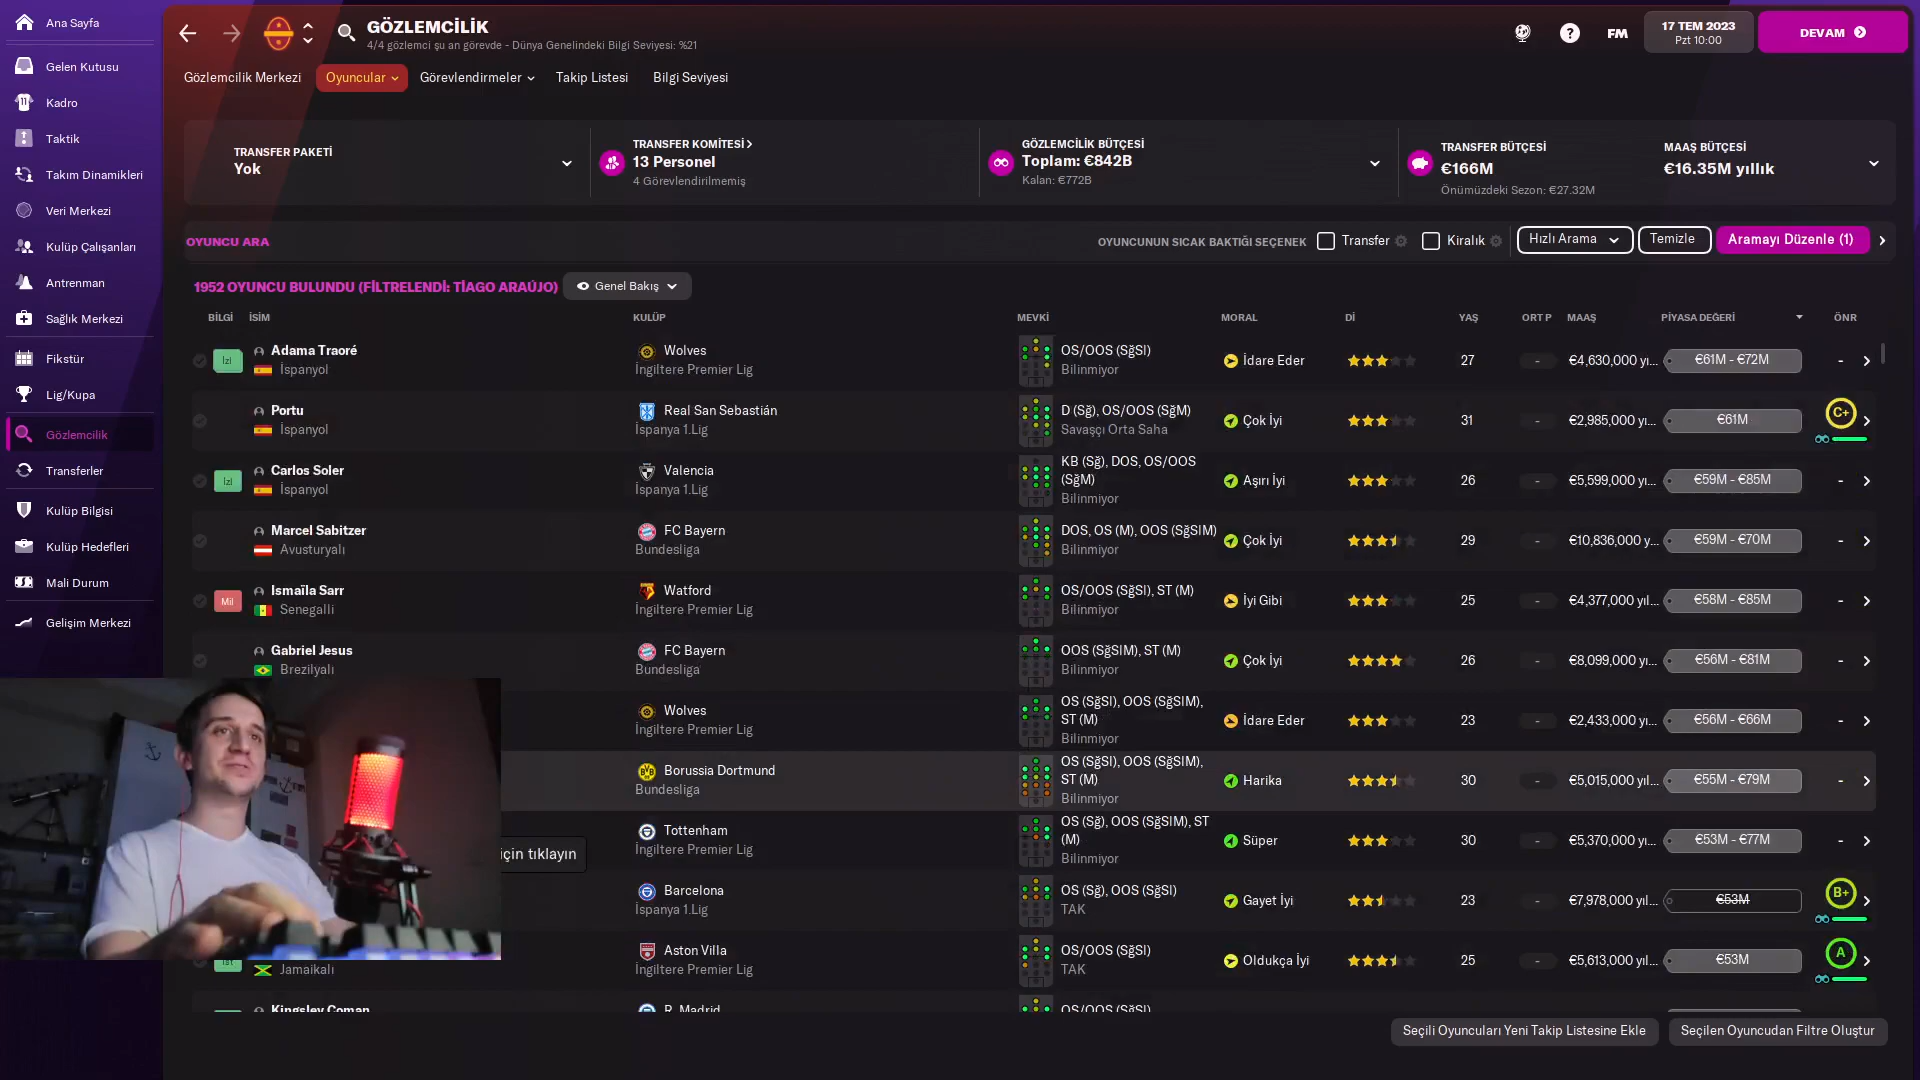 Ana Sayfa
Gelen Kutusu
Kadro
Taktik
Takım Dinamikleri
Veri Merkezi
Kulüp Çalışanları
Antrenman
Sağlık Merkezi
Fikstür
Lig/Kupa
Gözlemcilik
Transferler
Kulüp Bilgisi
Kulüp Hedefleri
Mali Durum
Gelişim Merkezi
GÖZLEMCİLİK
4/4 gözlemci şu an görevde - Dünya Genelindeki Bilgi Seviyesi: %21
FM
17 TEM 2023
Pzt 10:00
DEVAM
Gözlemcilik Merkezi Oyuncular Görevlendirmeler Takip Listesi Bilgi Seviyesi
TRANSFER PAKETİ
Yok
TRANSFER KOMİTESİ
13 Personel
4 Görevlendirilmemiş
GÖZLEMCİLİK BÜTÇESİ
Toplam: €842B
Kalan: €772B
TRANSFER BÜTÇESİ
€166M
Önümüzdeki Sezon: €27.32M
MAAŞ BÜTÇESİ
€16.35M yıllık
OYUNCU ARA
OYUNCUNUN SICAK BAKTIĞI SEÇENEK Transfer Kiralık Hızlı Arama Temizle Aramayı Düzenle (1)
1952 OYUNCU BULUNDU (FİLTRELENDİ: TİAGO ARAÚJO) Genel Bakış
BİLGİ İSİM KULÜP MEVKİ MORAL Dİ YAŞ ORT P MAAŞ PİYASA DEĞERİ ÖNR
İzl Adama Traoré Wolves OS/OOS (SğSl) İdare Eder 27 - €4,630,000 yı... €61M - €72M -
İspanyol İngiltere Premier Lig Bilinmiyor
Portu Real San Sebastián D (Sğ), OS/OOS (SğM) Çok İyi 31 - €2,985,000 yı... €61M C+
İspanyol İspanya 1.Lig Savaşçı Orta Saha
İzl Carlos Soler Valencia KB (Sğ), DOS, OS/OOS (SğM) Aşırı İyi 26 - €5,599,000 yı... €59M - €85M -
İspanyol İspanya 1.Lig Bilinmiyor
Marcel Sabitzer FC Bayern DOS, OS (M), OOS (SğSlM) Çok İyi 29 - €10,836,000 y... €59M - €70M -
Avusturyalı Bundesliga Bilinmiyor
Mil Ismaïla Sarr Watford OS/OOS (SğSl), ST (M) İyi Gibi 25 - €4,377,000 yıl... €58M - €85M -
Senegalli İngiltere Premier Lig Bilinmiyor
Gabriel Jesus FC Bayern OOS (SğSlM), ST (M) Çok İyi 26 - €8,099,000 yı... €56M - €81M -
Brezilyalı Bundesliga Bilinmiyor
Wolves OS (SğSl), OOS (SğSlM), ST (M) İdare Eder 23 - €2,433,000 yı... €56M - €66M -
İngiltere Premier Lig Bilinmiyor
Borussia Dortmund OS (SğSl), OOS (SğSlM), ST (M) Harika 30 - €5,015,000 yıl... €55M - €79M -
Bundesliga Bilinmiyor
Tottenham OS (Sğ), OOS (SğSlM), ST (M) Süper 30 - €5,370,000 yıl... €53M - €77M -
İngiltere Premier Lig Bilinmiyor
için tıklayın
Barcelona OS (Sğ), OOS (SğSl) Gayet İyi 23 - €7,978,000 yıl... €53M B+
İspanya 1.Lig TAK
Aston Villa OS/OOS (SğSl) Oldukça İyi 25 - €5,613,000 yıl... €53M A
Jamaikalı İngiltere Premier Lig TAK
Kingsley Coman R. Madrid OS/OOS (SğSl)
Seçili Oyuncuları Yeni Takip Listesine Ekle Seçilen Oyuncudan Filtre Oluştur